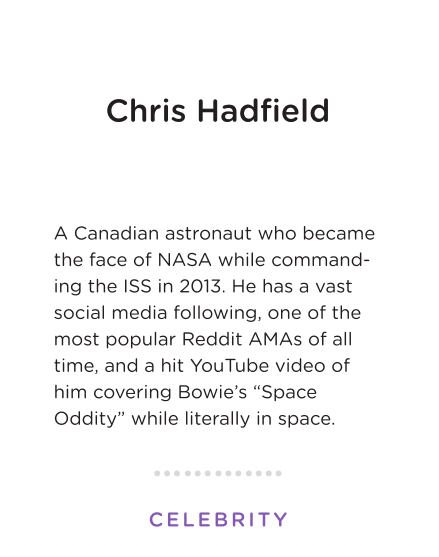 Chris Hadfield
A Canadian astronaut who became
the face of NASA while command-
ing the ISS in 2013. He has a vast
social media following, one of the
most popular Reddit AMAs of all
time, and a hit YouTube video of
him covering Bowie’s “Space
Oddity” while literally in space.
CELEBRITY